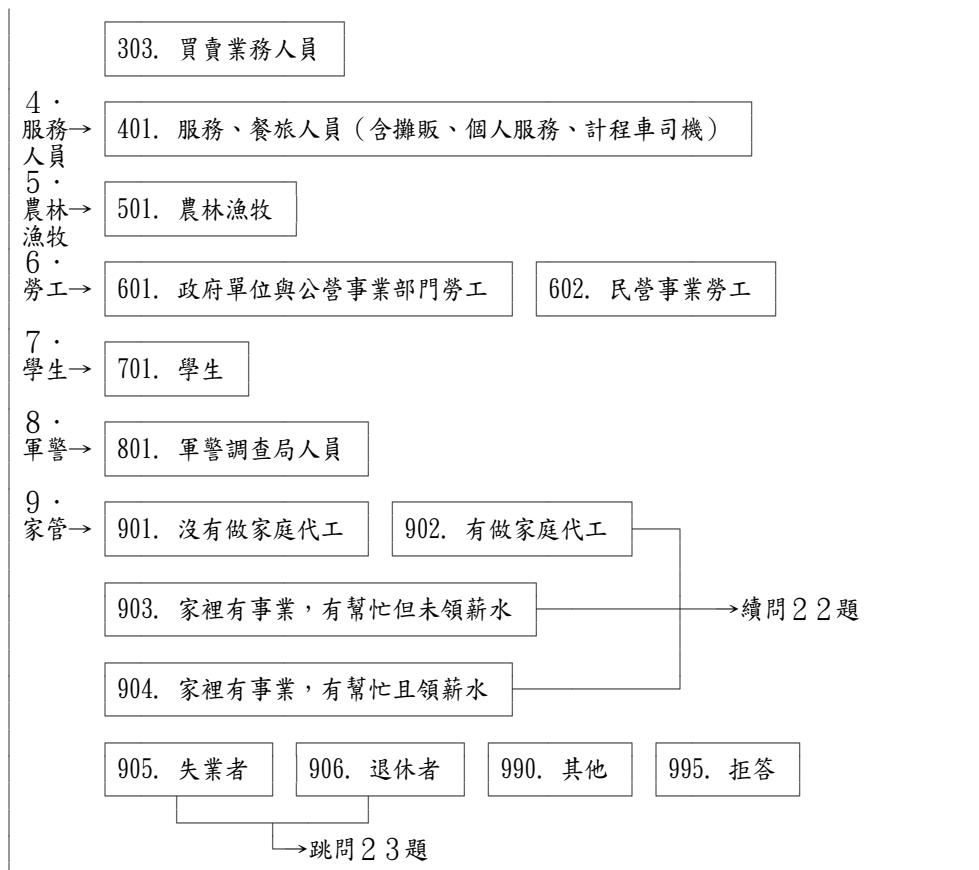 303. 買賣業務人員
4．
服務→ 401. 服務、餐旅人員（含攤販、個人服務、計程車司機）
人員
5．
農林→ 501. 農林漁牧
漁牧
6．
勞工→ 601. 政府單位與公營事業部門勞工 602. 民營事業勞工
7．
學生→ 701. 學生
8．
軍警→ 801. 軍警調查局人員
9．
家管→ 901. 沒有做家庭代工 902. 有做家庭代工
903. 家裡有事業，有幫忙但未領薪水 →續問２２題
904. 家裡有事業，有幫忙且領薪水
905. 失業者 906. 退休者 990. 其他 995. 拒答
→跳問２３題